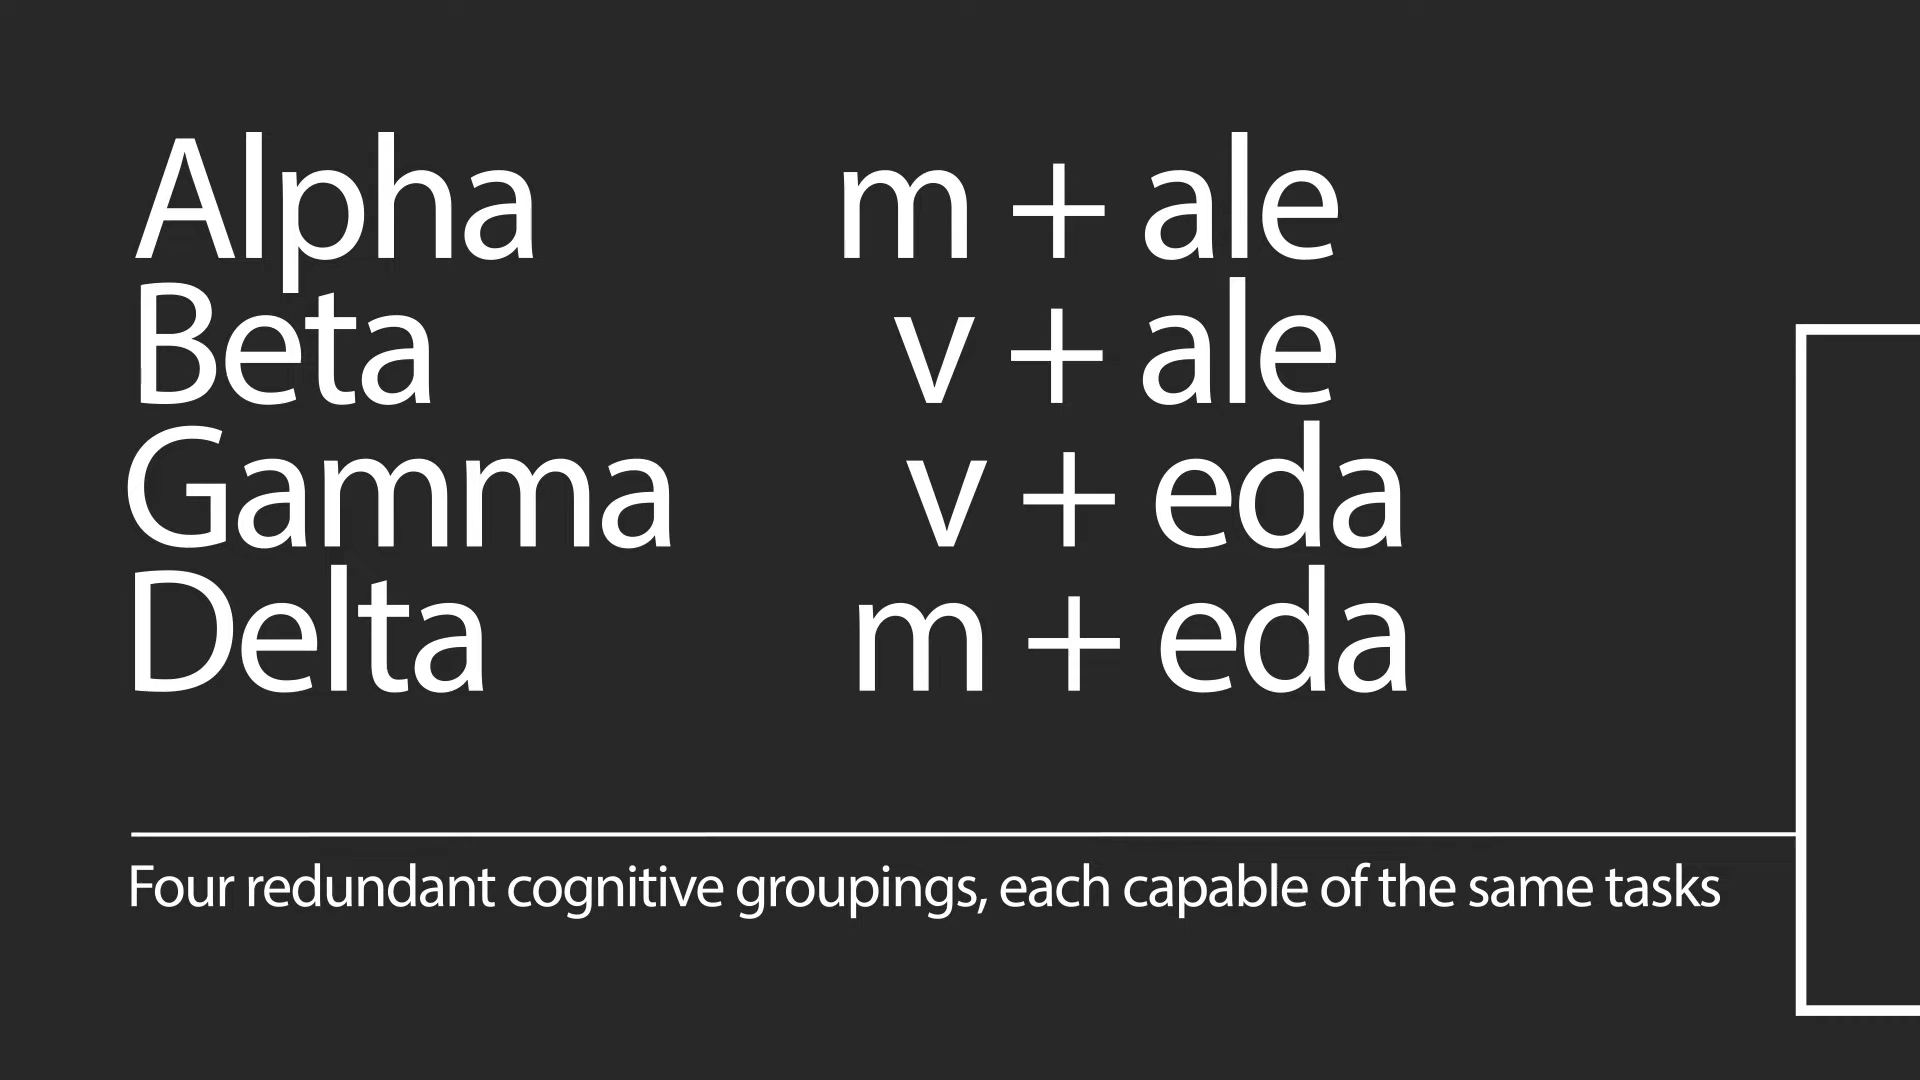 Alpha m + ale
Beta v + ale
Gamma v + eda
Delta m + eda
Four redundant cognitive groupings, each capable of the same tasks